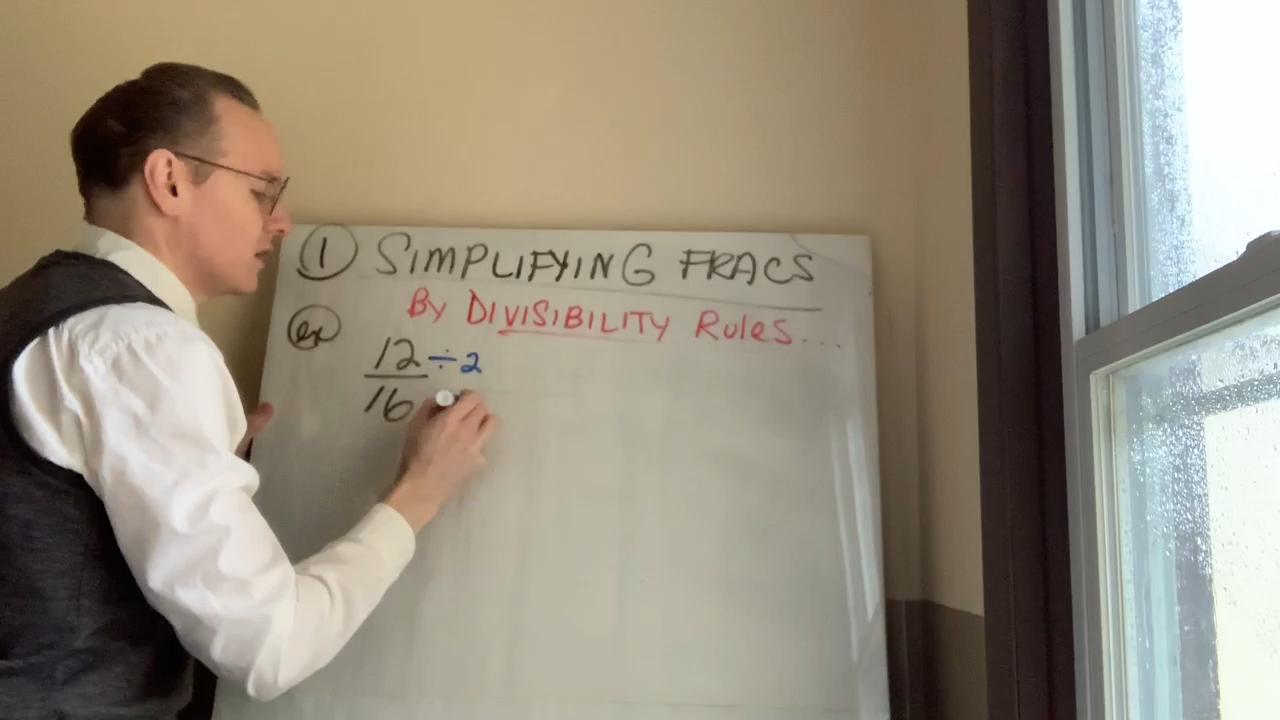 ① SIMPLIFYING FRACS
By DIVISIBILITY Rules...
ex
12 ÷ 2
16